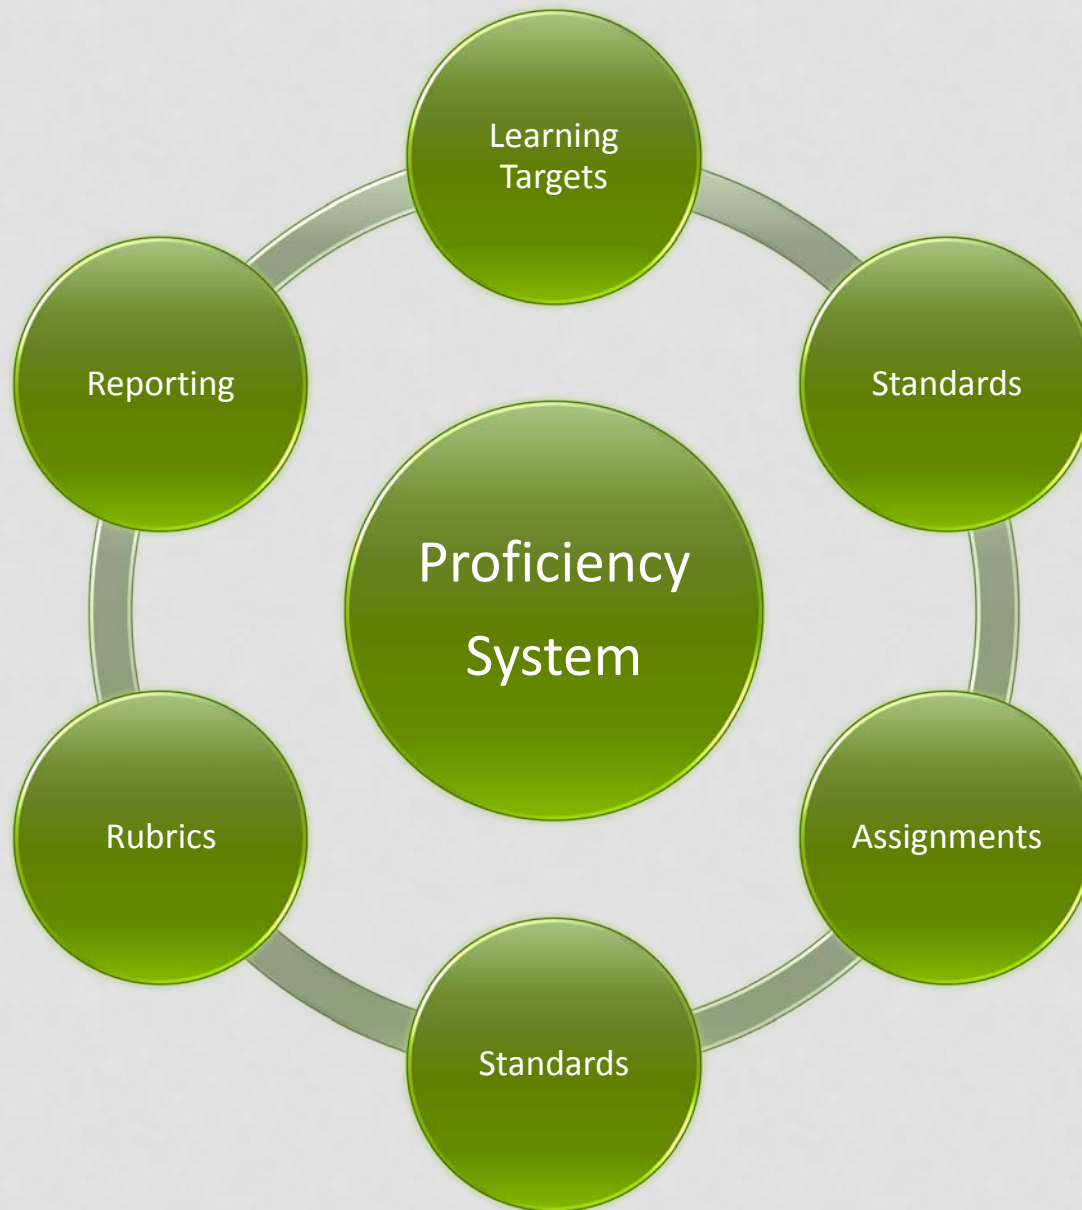 Learning
Targets
Reporting
Standards
Proficiency
System
Rubrics
Assignments
Standards